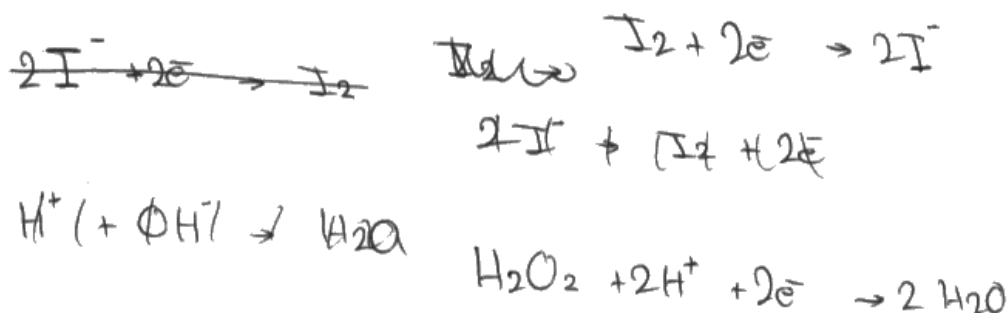 2I⁻ +2e⁻ → I2
I2 + 2e⁻ → 2I⁻
2I⁻ → I2 + 2e⁻
H⁺ + OH⁻ → H2O
H2O2 +2H⁺ +2e⁻ → 2 H2O